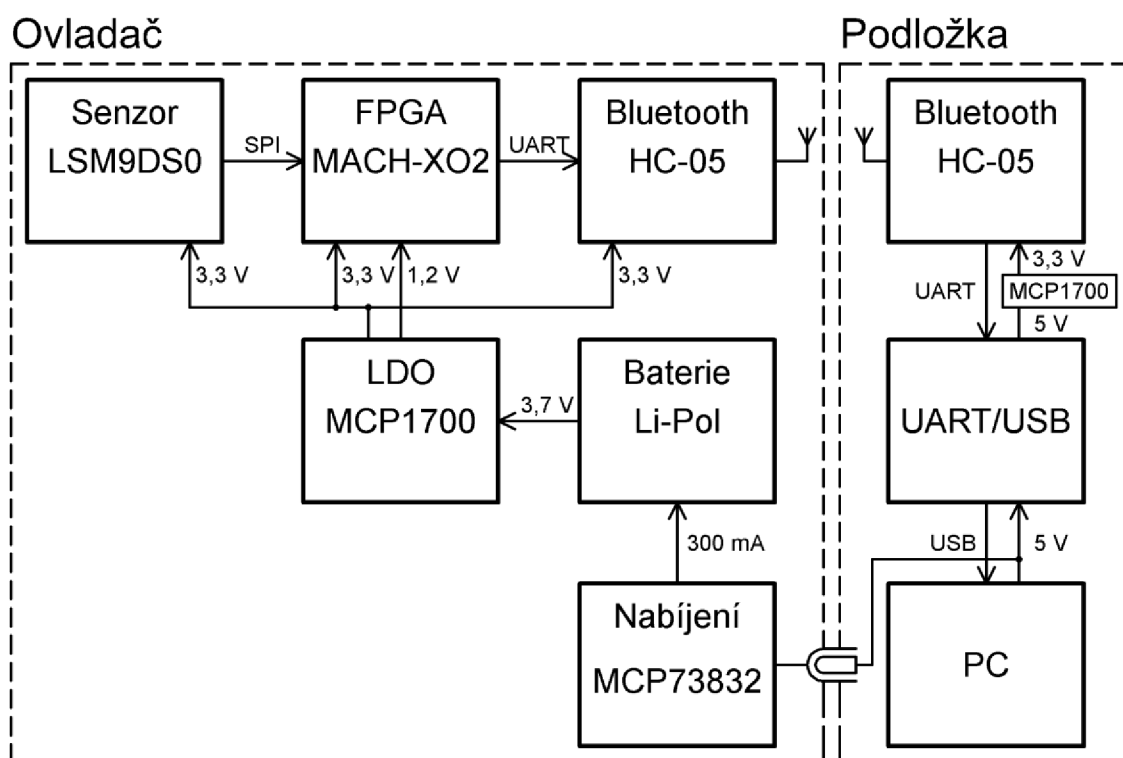 Ovladač
Podložka
Senzor
LSM9DS0
SPI
FPGA
MACH-XO2
UART
Bluetooth
HC-05
Bluetooth
HC-05
3,3 V
3,3 V
1,2 V
3,3 V
UART
3,3 V
MCP1700
5 V
LDO
MCP1700
3,7 V
Baterie
Li-Pol
UART/USB
300 mA
USB
5 V
Nabíjení
MCP73832
PC